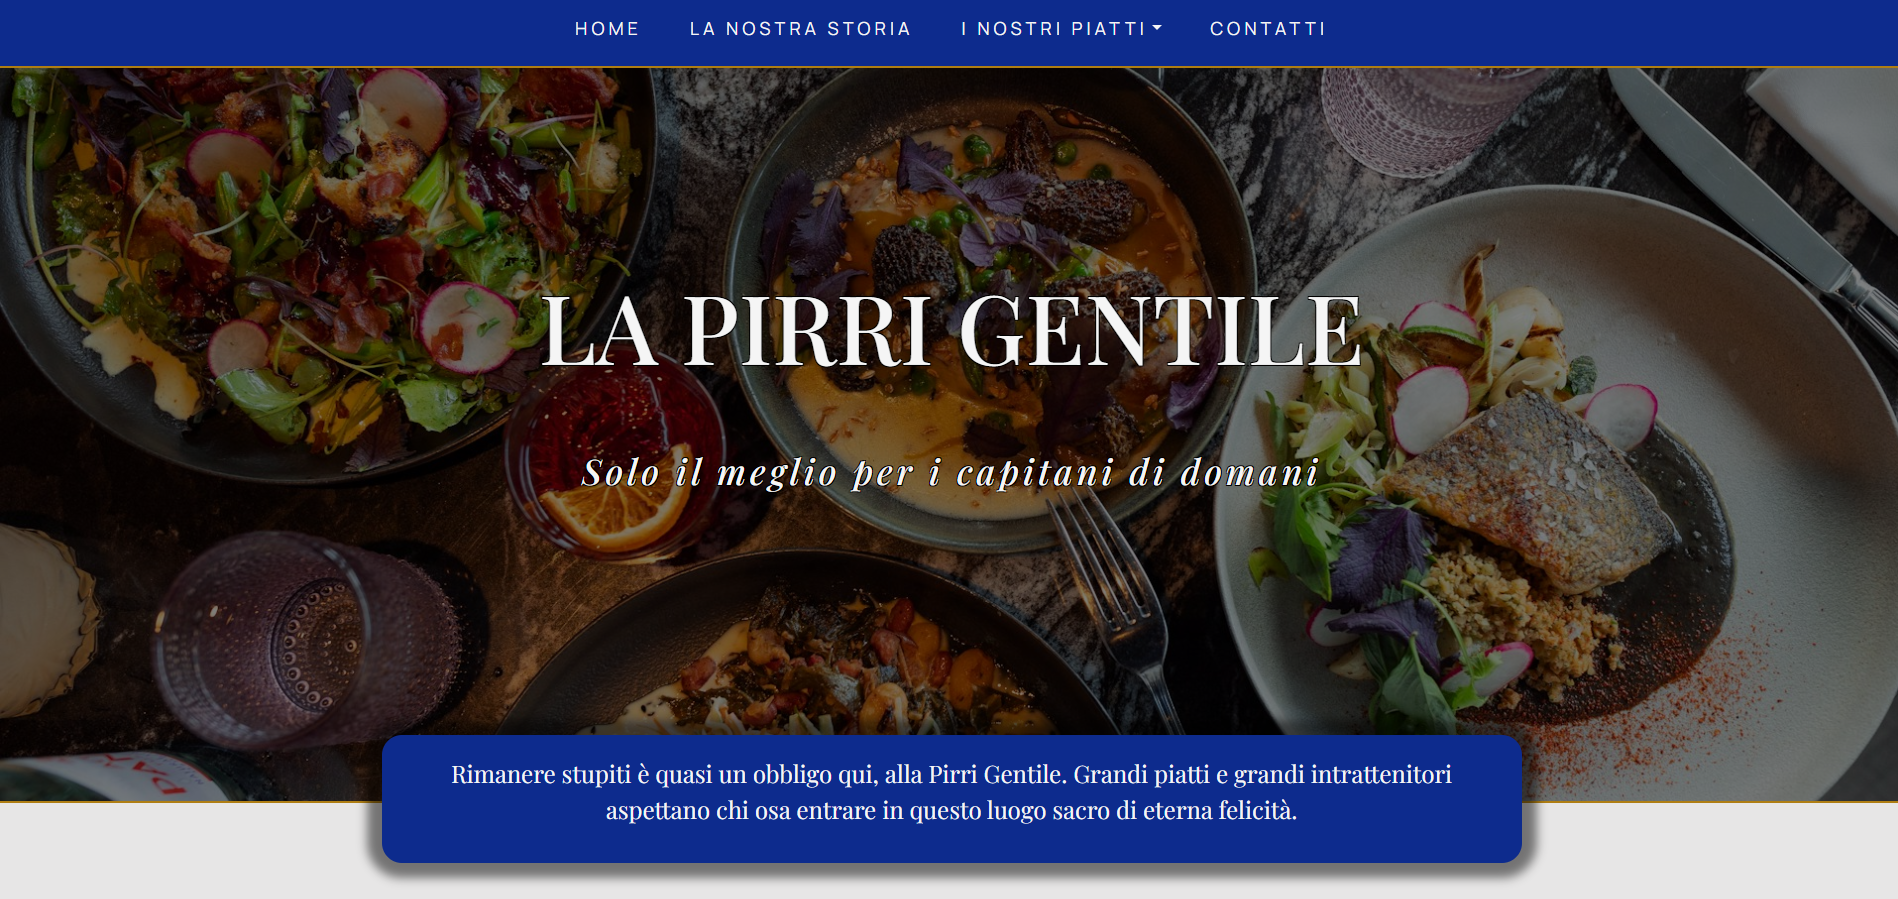 HOME LA NOSTRA STORIA I NOSTRI PIATTI CONTATTI
LA PIRRI GENTILE
Solo il meglio per i capitani di domani
Rimanere stupiti è quasi un obbligo qui, alla Pirri Gentile. Grandi piatti e grandi intrattenitori
aspettano chi osa entrare in questo luogo sacro di eterna felicità.